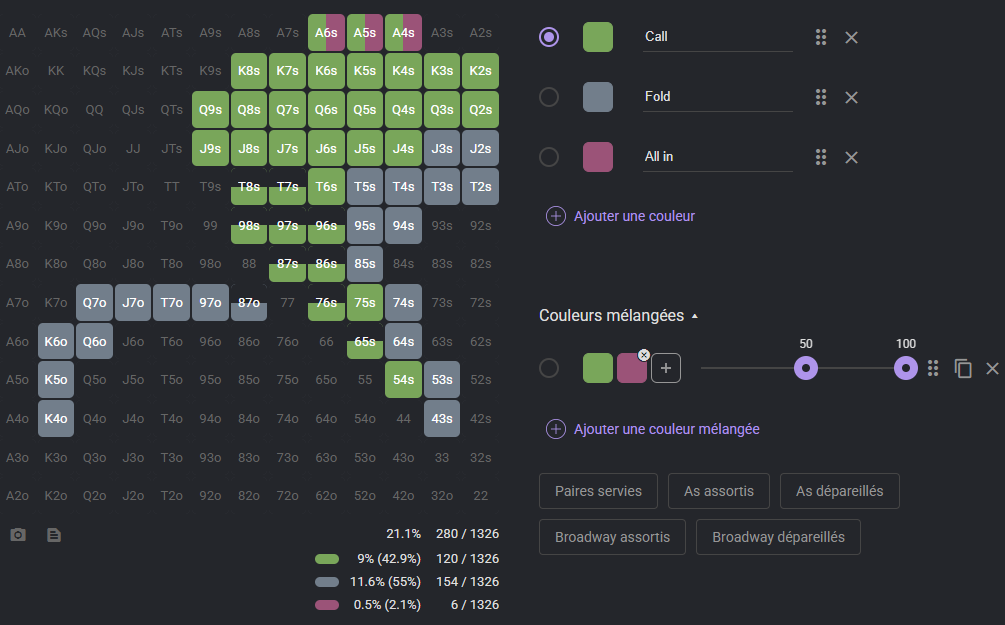 AA AKs AQs AJs ATs A9s A8s A7s A6s A5s A4s A3s A2s
AKo KK KQs KJs KTs K9s K8s K7s K6s K5s K4s K3s K2s
AQo KQo QQ QJs QTs Q9s Q8s Q7s Q6s Q5s Q4s Q3s Q2s
AJo KJo QJo JJ JTs J9s J8s J7s J6s J5s J4s J3s J2s
ATo KTo QTo JTo TT T9s T8s T7s T6s T5s T4s T3s T2s
A9o K9o Q9o J9o T9o 99 98s 97s 96s 95s 94s 93s 92s
A8o K8o Q8o J8o T8o 98o 88 87s 86s 85s 84s 83s 82s
A7o K7o Q7o J7o T7o 97o 87o 77 76s 75s 74s 73s 72s
A6o K6o Q6o J6o T6o 96o 86o 76o 66 65s 64s 63s 62s
A5o K5o Q5o J5o T5o 95o 85o 75o 65o 55 54s 53s 52s
A4o K4o Q4o J4o T4o 94o 84o 74o 64o 54o 44 43s 42s
A3o K3o Q3o J3o T3o 93o 83o 73o 63o 53o 43o 33 32s
A2o K2o Q2o J2o T2o 92o 82o 72o 62o 52o 42o 32o 22
21.1% 280 / 1326
9% (42.9%) 120 / 1326
11.6% (55%) 154 / 1326
0.5% (2.1%) 6 / 1326
Call
Fold
All in
Ajouter une couleur
Couleurs mélangées
50 100
Ajouter une couleur mélangée
Paires servies As assortis As dépareillés
Broadway assortis Broadway dépareillés